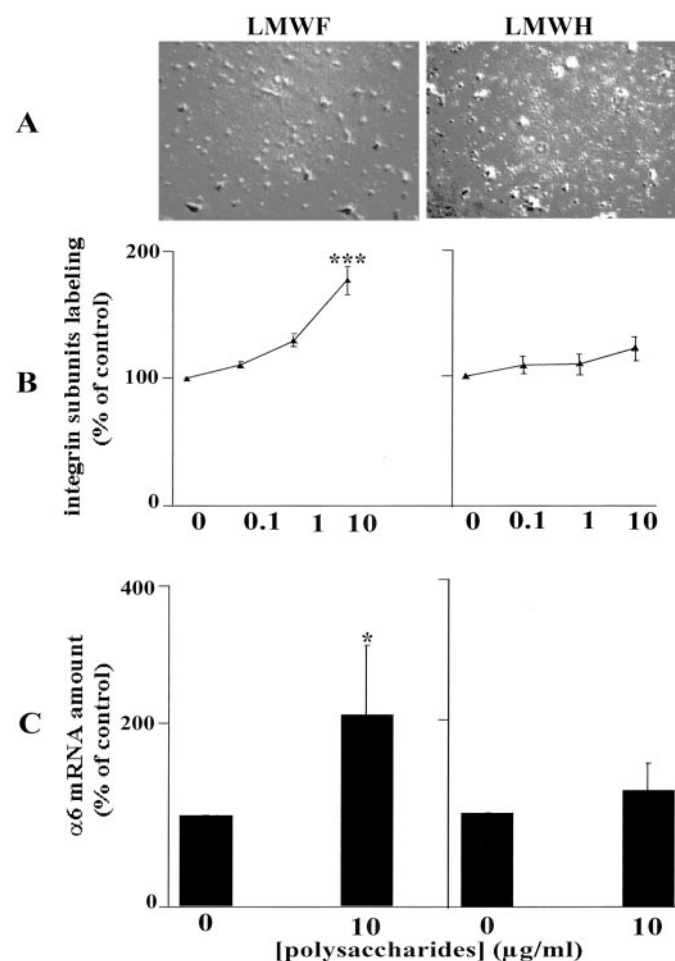 LMWF LMWH
A
B
integrin subunits labeling
(% of control)
200
100
0
***
0 0.1 1 10
0 0.1 1 10
C
α6 mRNA amount
(% of control)
400
200
0
*
0 10
0 10
[polysaccharides] (µg/ml)